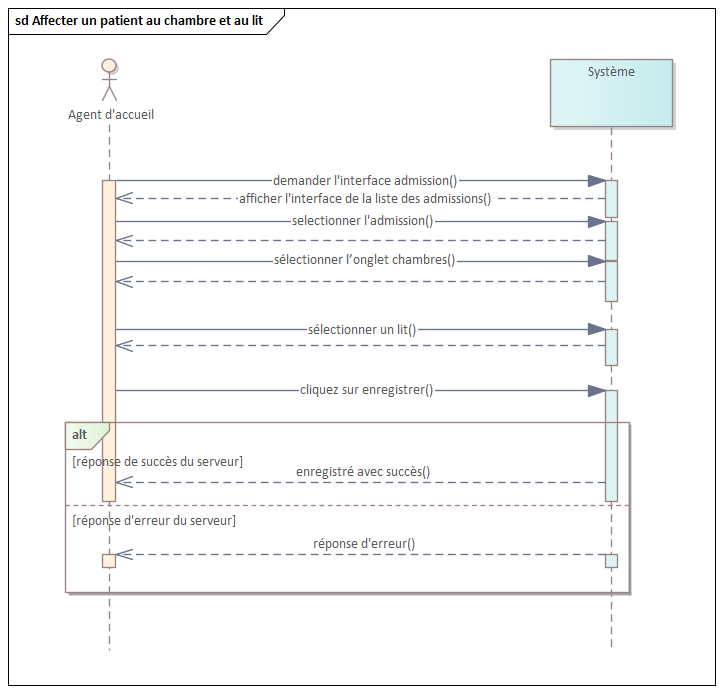 sd Affecter un patient au chambre et au lit
Agent d'accueil
Système
demander l'interface admission()
afficher l'interface de la liste des admissions()
selectionner l'admission()
sélectionner l’onglet chambres()
sélectionner un lit()
cliquez sur enregistrer()
alt
[réponse de succès du serveur]
enregistré avec succès()
[réponse d'erreur du serveur]
réponse d'erreur()